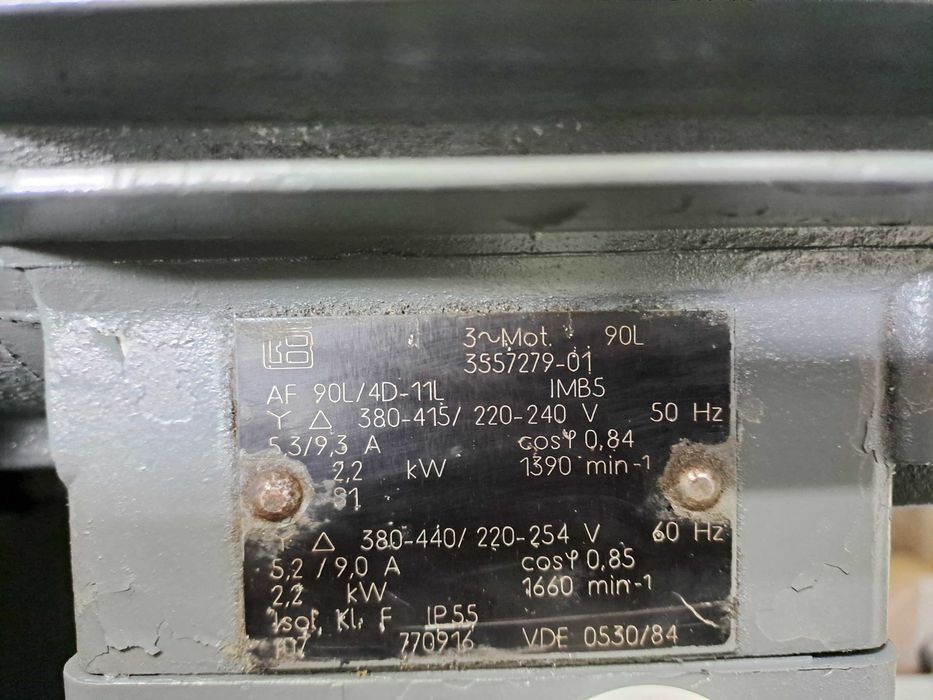 3~Mot. 90L
3557279-01
AF 90L/4D-11L IMB5
Y △ 380-415/ 220-240 V 50 Hz
5,3/9,3 A cosφ 0,84
2,2 kW 1390 min-1
S1
Y △ 380-440/ 220-254 V 60 Hz
5,2 / 9,0 A cosφ 0,85
2,2 kW 1660 min-1
Isol. Kl. F IP55
770916 VDE 0530/84